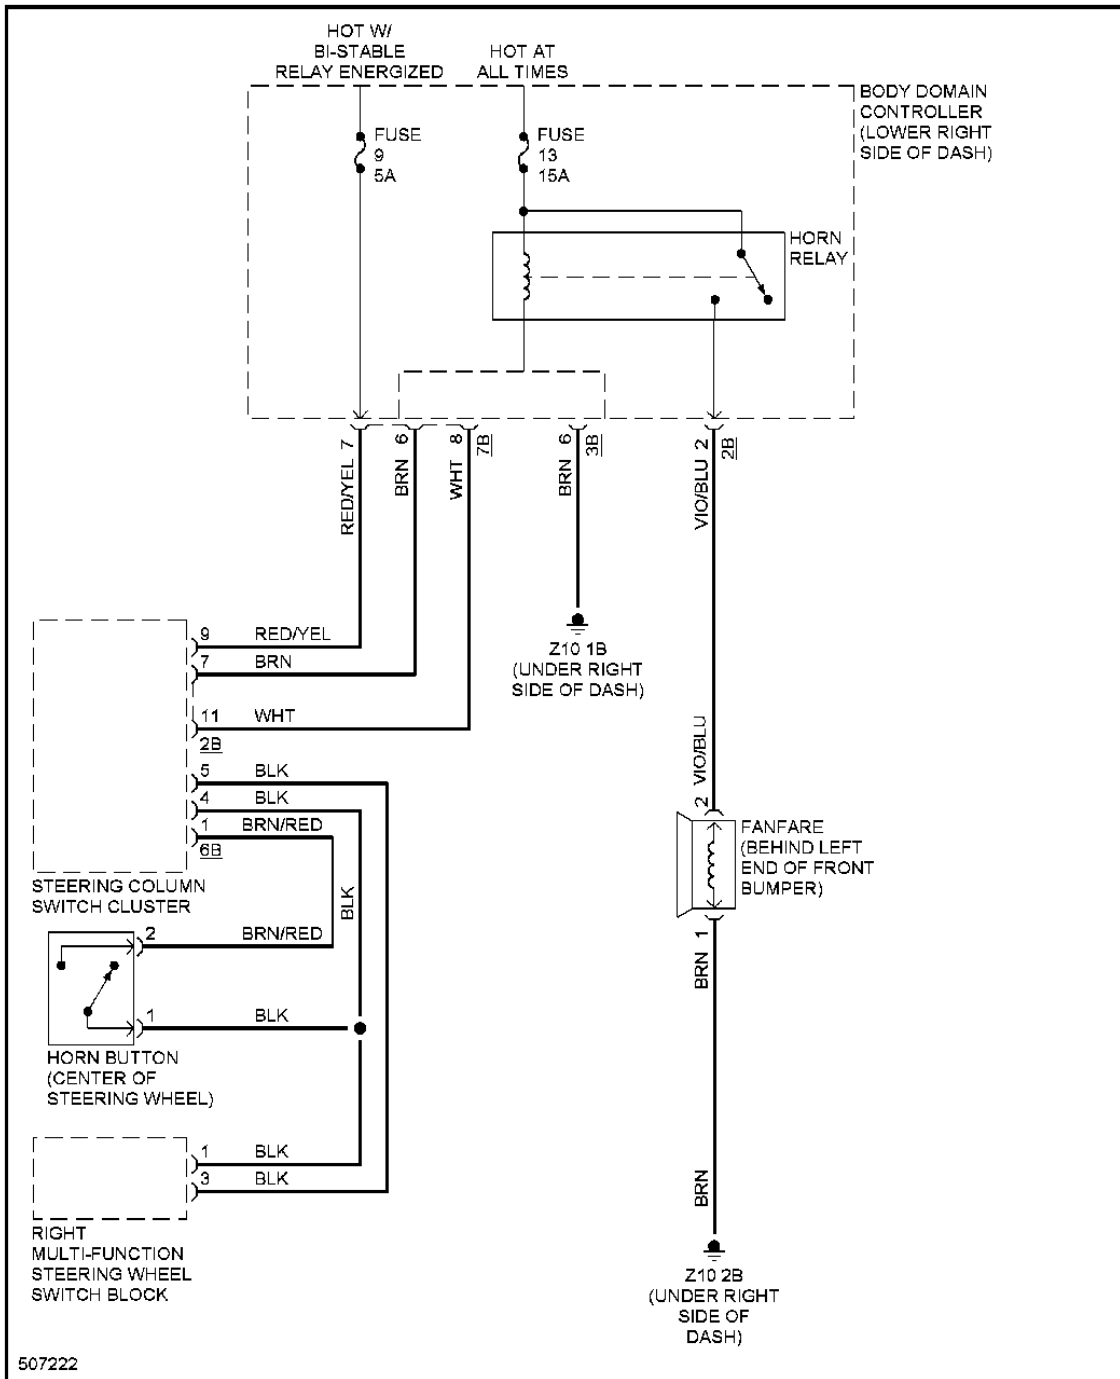 HOT W/
BI-STABLE
RELAY ENERGIZED
HOT AT
ALL TIMES
BODY DOMAIN
CONTROLLER
(LOWER RIGHT
SIDE OF DASH)
FUSE
9
5A
FUSE
13
15A
HORN
RELAY
RED/YEL 7
BRN 6
WHT 8
7B
BRN 6
3B
VIO/BLU 2
2B
9 RED/YEL
7 BRN
11 WHT
2B
5 BLK
4 BLK
1 BRN/RED
6B
STEERING COLUMN
SWITCH CLUSTER
Z10 1B
(UNDER RIGHT
SIDE OF DASH)
2 VIO/BLU
FANFARE
(BEHIND LEFT
END OF FRONT
BUMPER)
BLK
2 BRN/RED
1 BLK
HORN BUTTON
(CENTER OF
STEERING WHEEL)
BRN 1
1 BLK
3 BLK
RIGHT
MULTI-FUNCTION
STEERING WHEEL
SWITCH BLOCK
BRN
Z10 2B
(UNDER RIGHT
SIDE OF
DASH)
507222